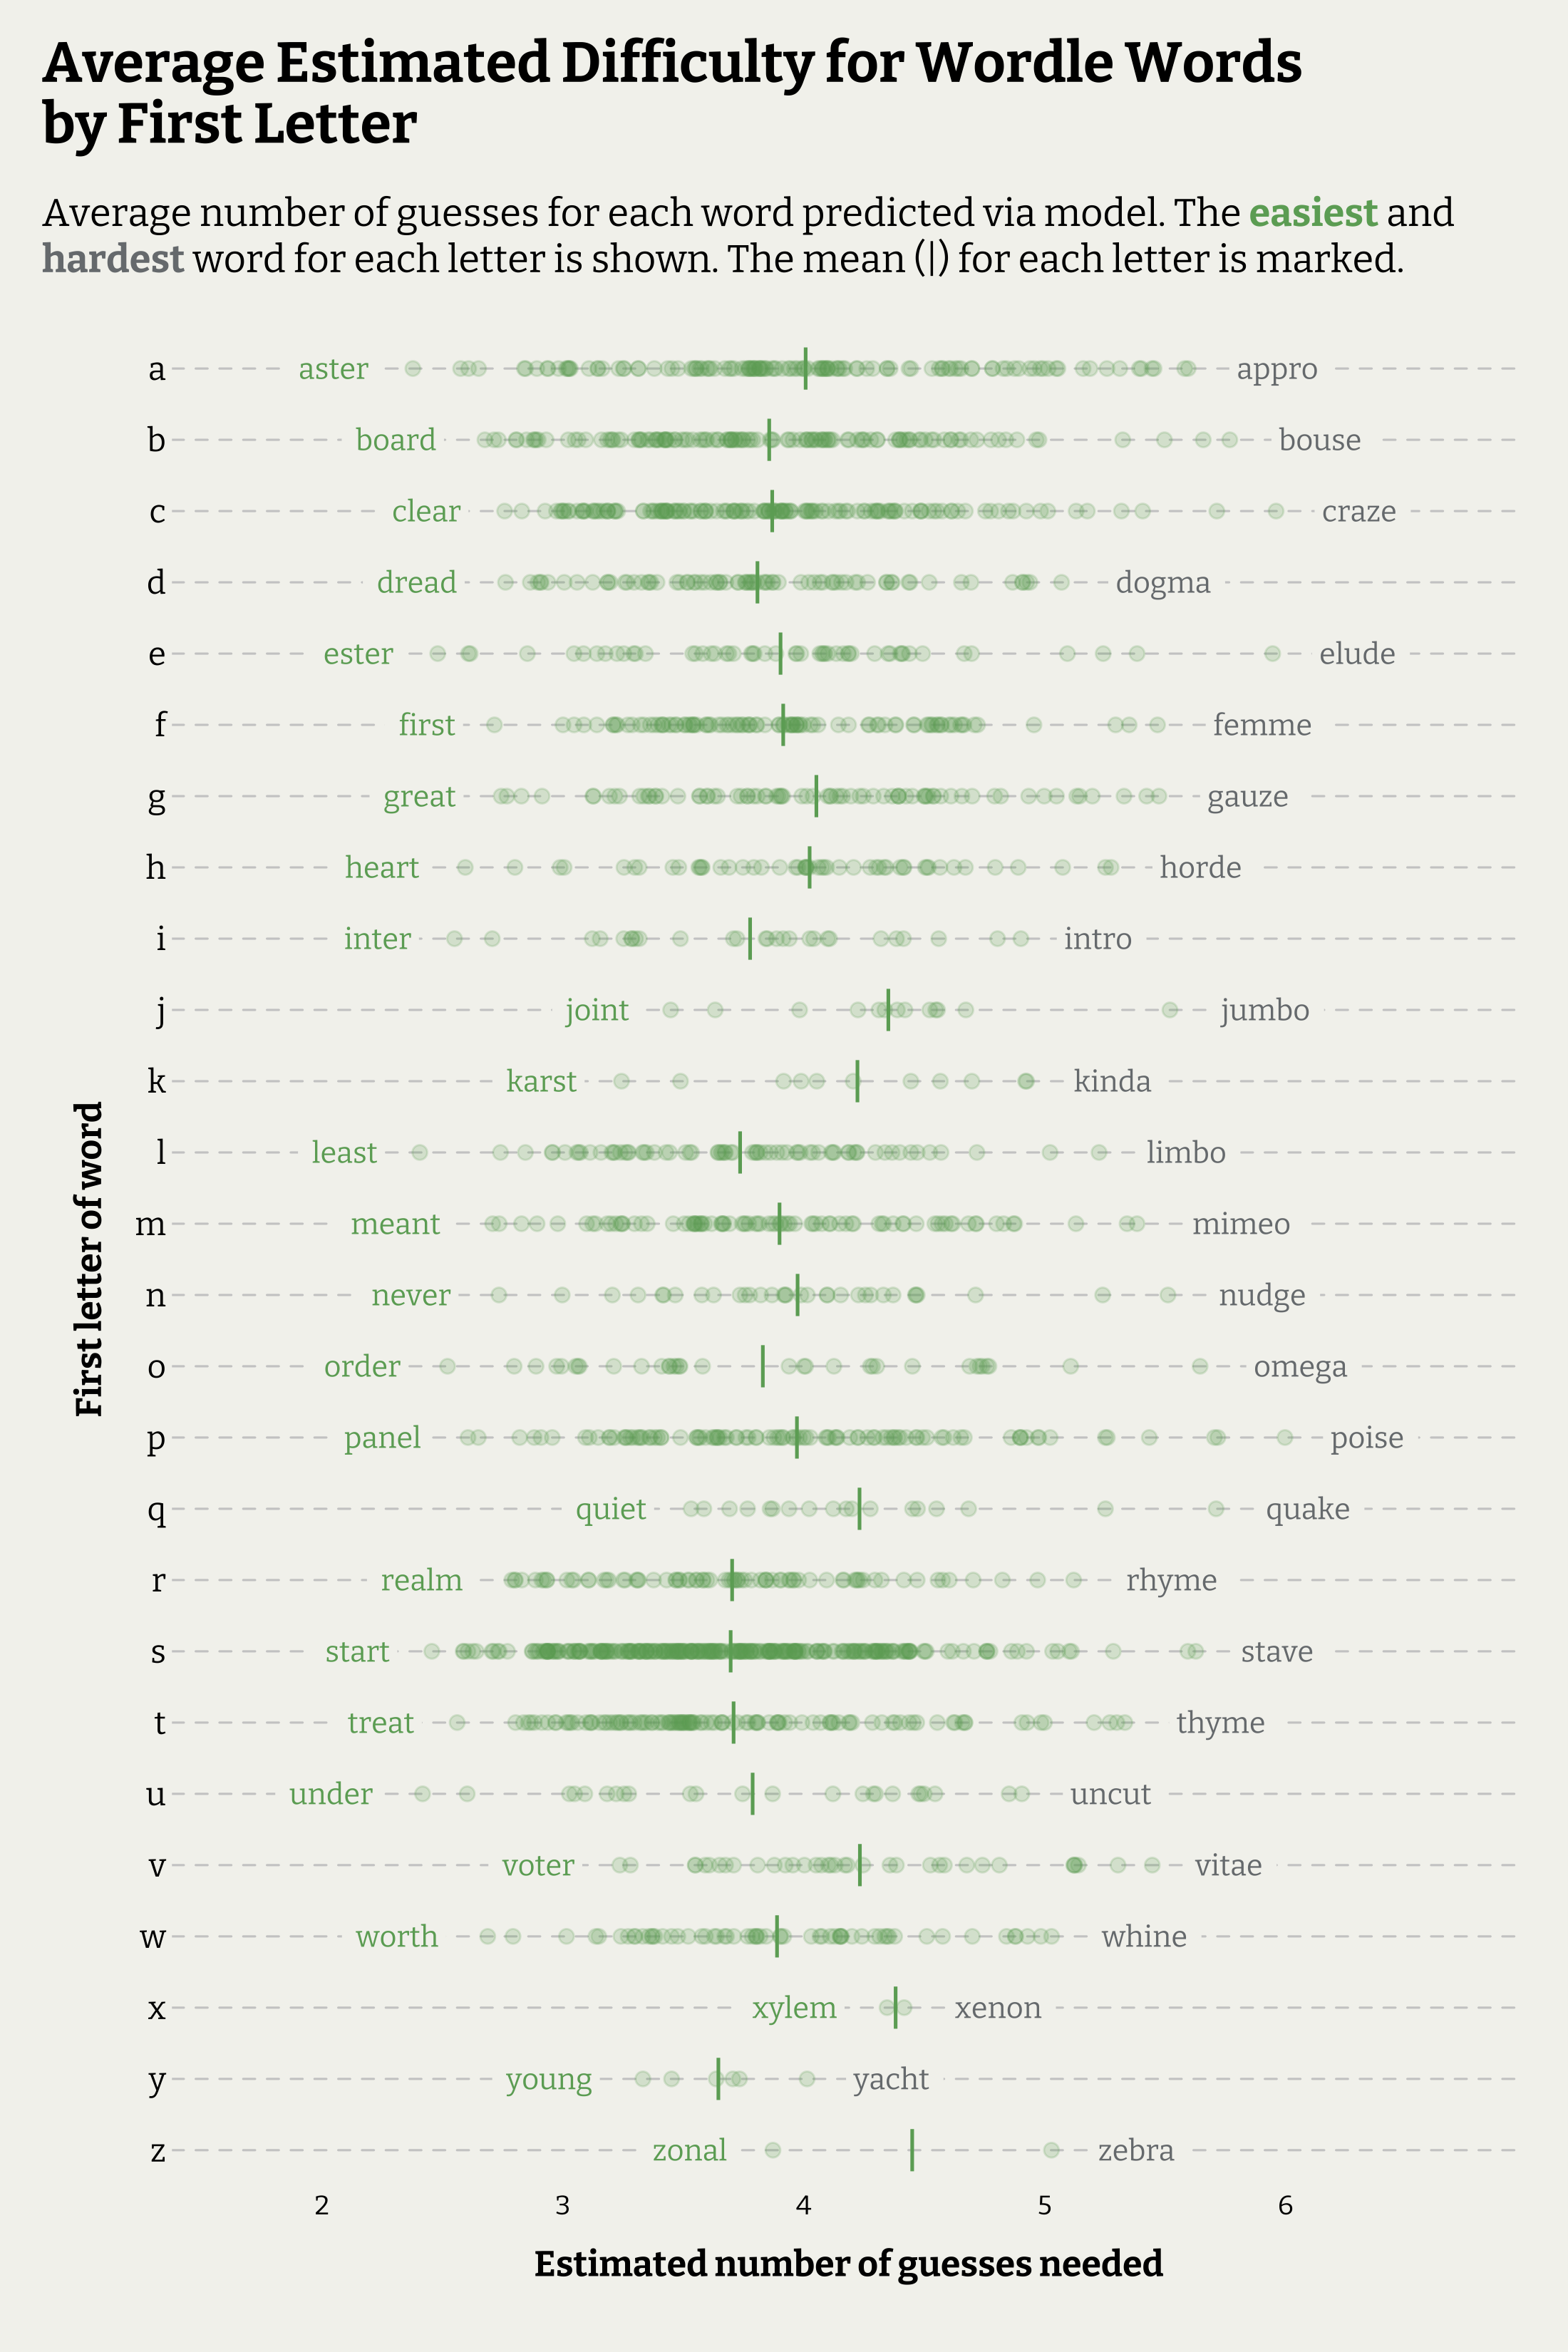 Average Estimated Difficulty for Wordle Words
by First Letter
Average number of guesses for each word predicted via model. The easiest and
hardest word for each letter is shown. The mean (|) for each letter is marked.
a aster appro
b board bouse
c clear craze
d dread dogma
e ester elude
f first femme
g great gauze
h heart horde
i inter intro
j joint jumbo
k karst kinda
l least limbo
m meant mimeo
n never nudge
o order omega
p panel poise
q quiet quake
r realm rhyme
s start stave
t treat thyme
u under uncut
v voter vitae
w worth whine
x xylem xenon
y young yacht
z zonal zebra
First letter of word
2 3 4 5 6
Estimated number of guesses needed